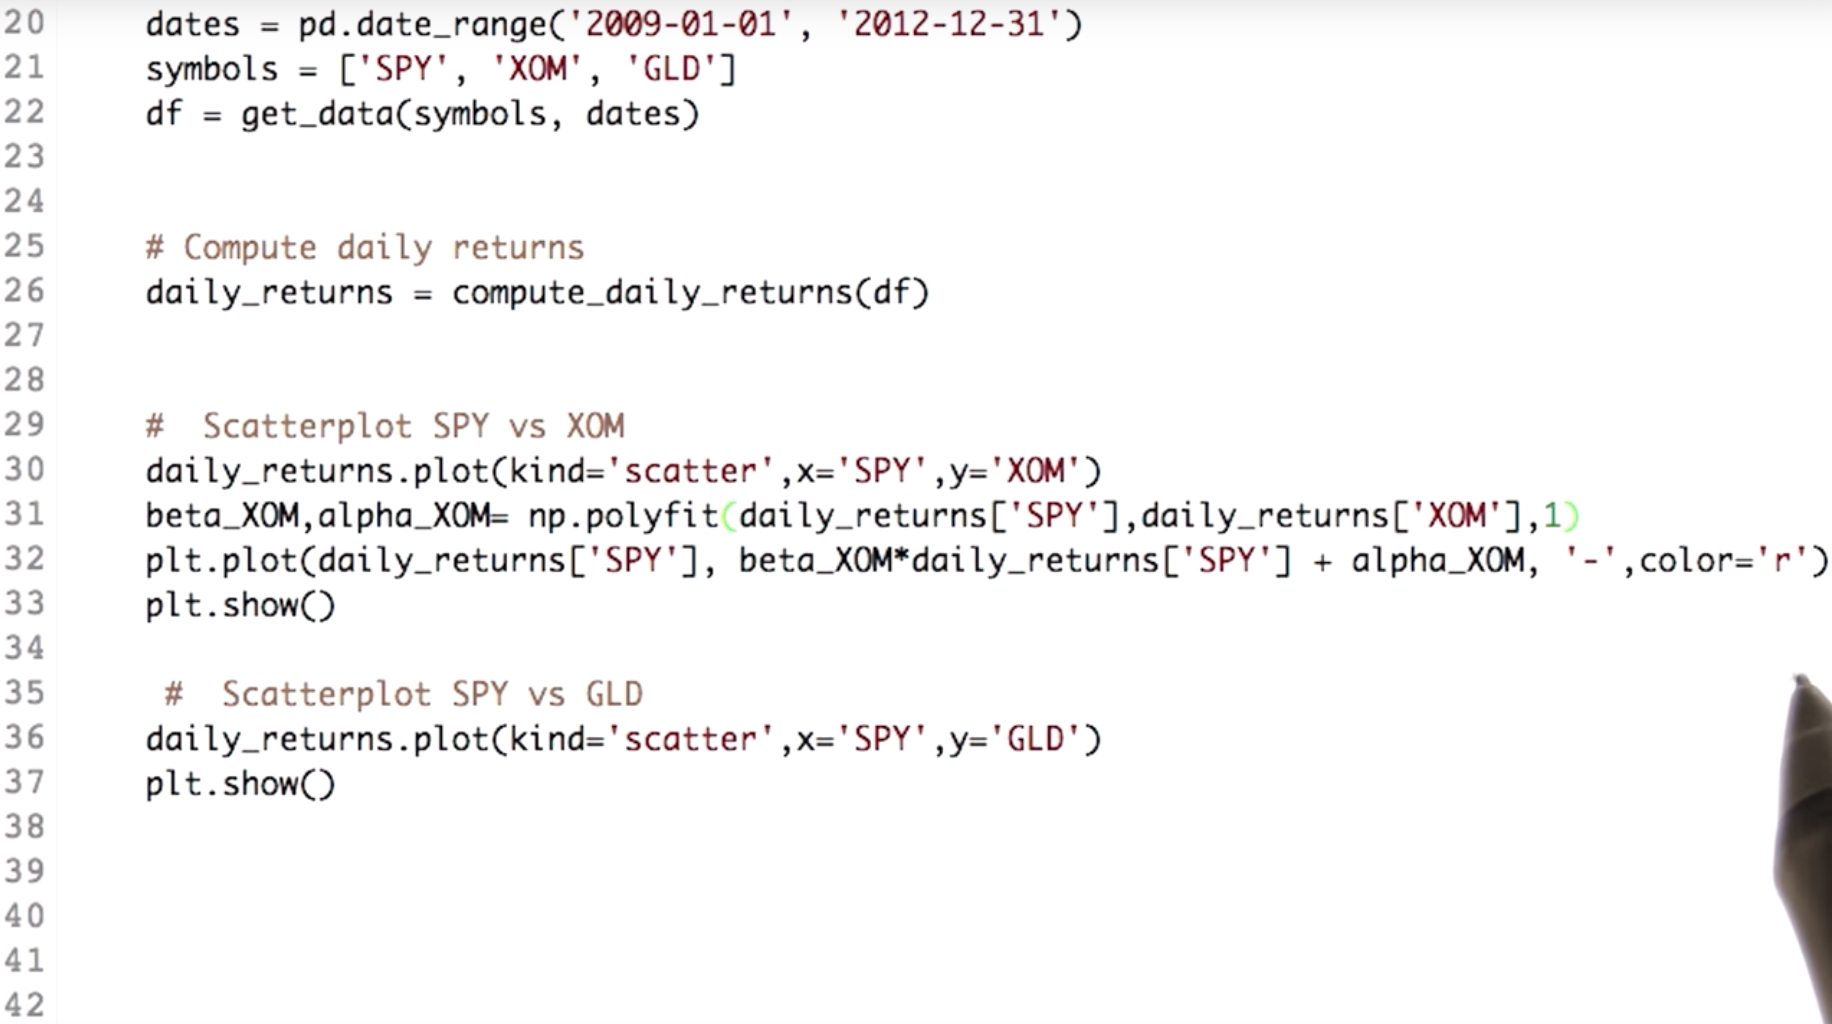 20 dates = pd.date_range('2009-01-01', '2012-12-31')
21 symbols = ['SPY', 'XOM', 'GLD']
22 df = get_data(symbols, dates)
23
24
25 # Compute daily returns
26 daily_returns = compute_daily_returns(df)
27
28
29 #  Scatterplot SPY vs XOM
30 daily_returns.plot(kind='scatter',x='SPY',y='XOM')
31 beta_XOM,alpha_XOM= np.polyfit(daily_returns['SPY'],daily_returns['XOM'],1)
32 plt.plot(daily_returns['SPY'], beta_XOM*daily_returns['SPY'] + alpha_XOM, '-',color='r')
33 plt.show()
34
35 #  Scatterplot SPY vs GLD
36 daily_returns.plot(kind='scatter',x='SPY',y='GLD')
37 plt.show()
38
39
40
41
42